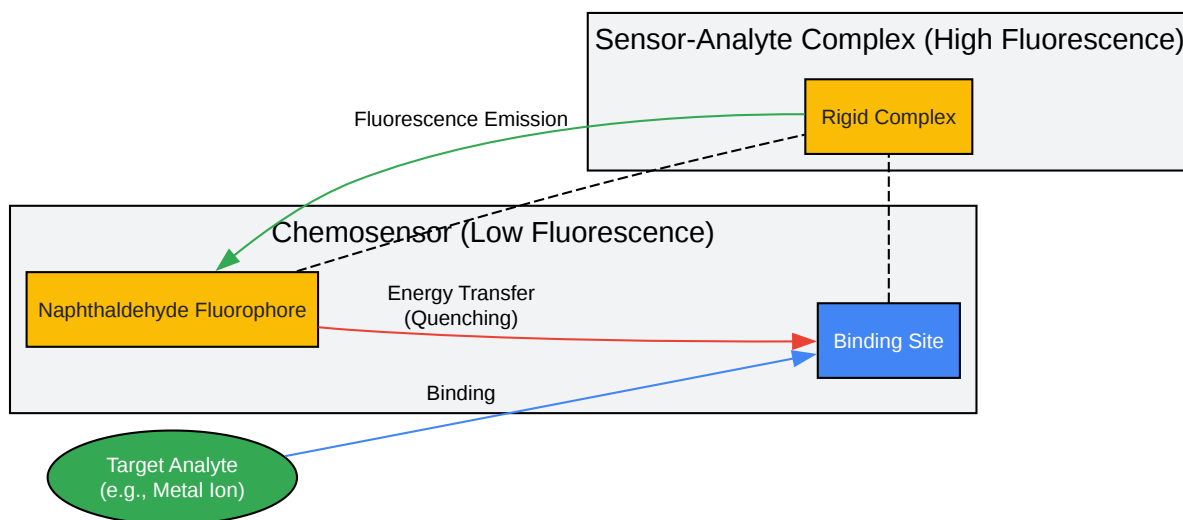 Sensor-Analyte Complex (High Fluorescence)
Rigid Complex
Fluorescence Emission
Chemosensor (Low Fluorescence)
Naphthaldehyde Fluorophore
Energy Transfer
(Quenching)
Binding Site
Binding
Target Analyte
(e.g., Metal Ion)